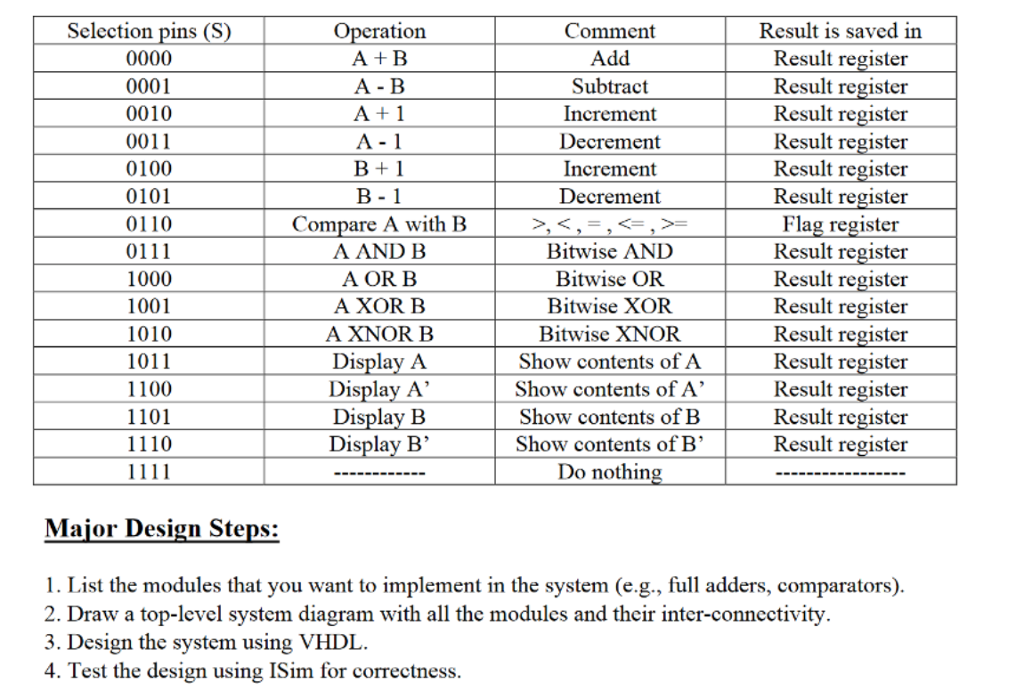 Selection pins (S) Operation Comment Result is saved in
0000 A + B Add Result register
0001 A - B Subtract Result register
0010 A + 1 Increment Result register
0011 A - 1 Decrement Result register
0100 B + 1 Increment Result register
0101 B - 1 Decrement Result register
0110 Compare A with B >, < , = , <= , >= Flag register
0111 A AND B Bitwise AND Result register
1000 A OR B Bitwise OR Result register
1001 A XOR B Bitwise XOR Result register
1010 A XNOR B Bitwise XNOR Result register
1011 Display A Show contents of A Result register
1100 Display A’ Show contents of A’ Result register
1101 Display B Show contents of B Result register
1110 Display B’ Show contents of B’ Result register
1111 ------------ Do nothing -----------------
Major Design Steps:
1. List the modules that you want to implement in the system (e.g., full adders, comparators).
2. Draw a top-level system diagram with all the modules and their inter-connectivity.
3. Design the system using VHDL.
4. Test the design using ISim for correctness.